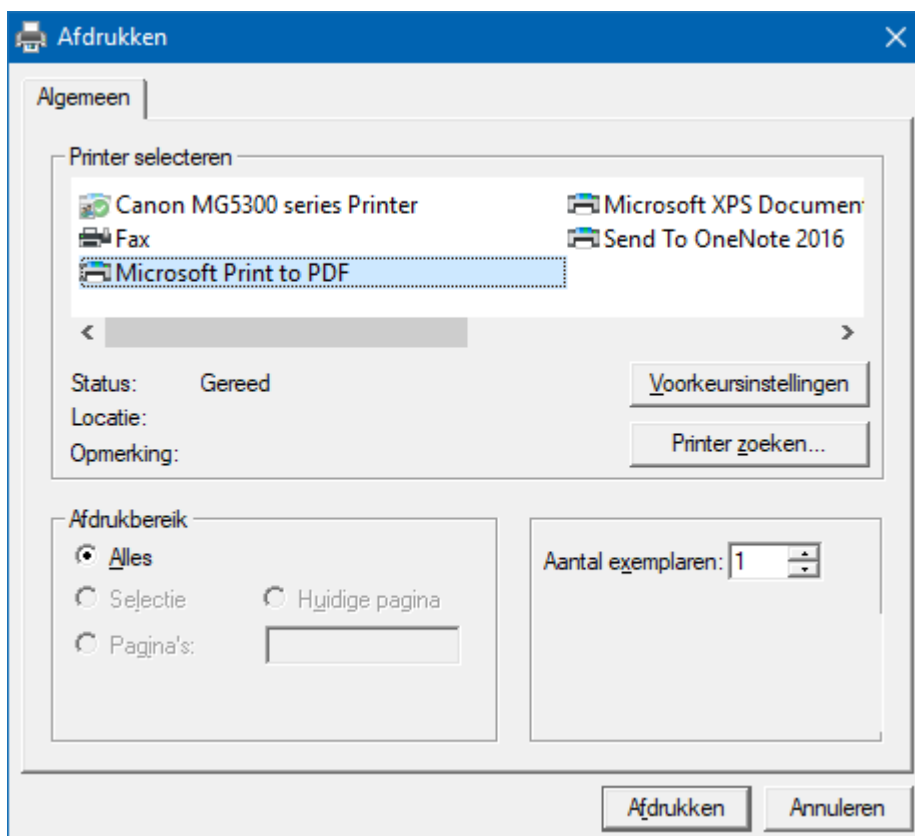 Afdrukken
Algemeen
Printer selecteren
Canon MG5300 series Printer
Fax
Microsoft Print to PDF
Microsoft XPS Documen
Send To OneNote 2016
Status: Gereed
Voorkeursinstellingen
Locatie:
Opmerking:
Printer zoeken...
Afdrukbereik
Alles
Selectie
Huidige pagina
Pagina's:
Aantal exemplaren: 1
Afdrukken
Annuleren